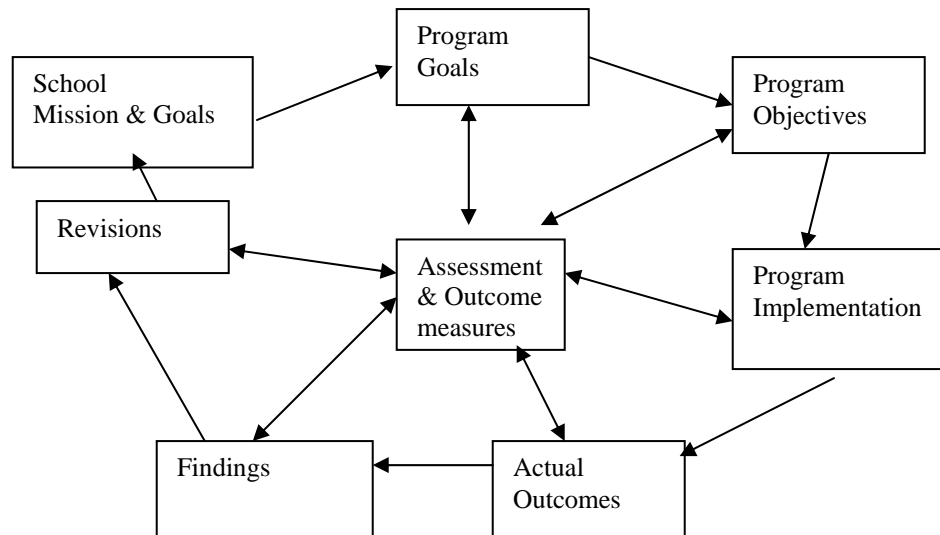 School
Mission & Goals
Program
Goals
Program
Objectives
Revisions
Assessment
& Outcome
measures
Program
Implementation
Findings
Actual
Outcomes